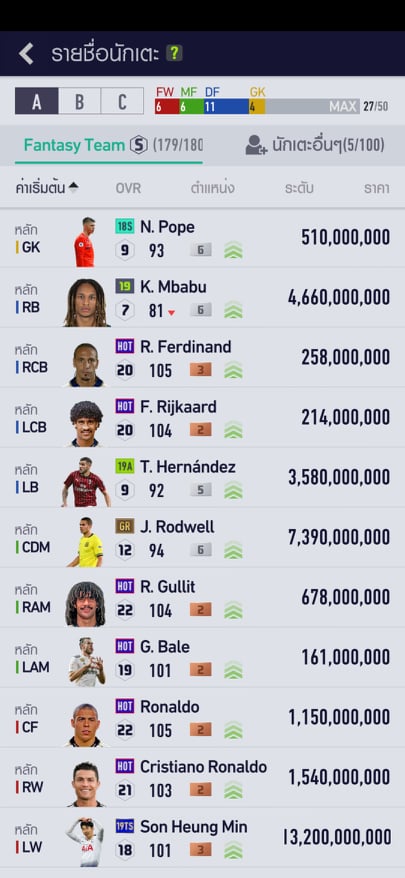 รายชื่อนักเตะ ?
A B C FW 6 MF 6 DF 11 GK 4 MAX 27/50
Fantasy Team S (179/180 นักเตะอื่นๆ(5/100)
ค่าเริ่มต้น OVR ตำแหน่ง ระดับ ราคา
หลัก 18S N. Pope
GK 9 93 6 510,000,000
หลัก 19 K. Mbabu
RB 7 81 6 4,660,000,000
หลัก HOT R. Ferdinand
RCB 20 105 3 258,000,000
หลัก HOT F. Rijkaard
LCB 20 104 2 214,000,000
หลัก 19A T. Hernández
LB 9 92 5 3,580,000,000
หลัก GR J. Rodwell
CDM 12 94 6 7,390,000,000
หลัก HOT R. Gullit
RAM 22 104 2 678,000,000
หลัก HOT G. Bale
LAM 19 101 2 161,000,000
หลัก HOT Ronaldo
CF 22 105 2 1,150,000,000
หลัก HOT Cristiano Ronaldo
RW 21 103 2 1,540,000,000
หลัก 19TS Son Heung Min
LW 18 101 3 13,200,000,000